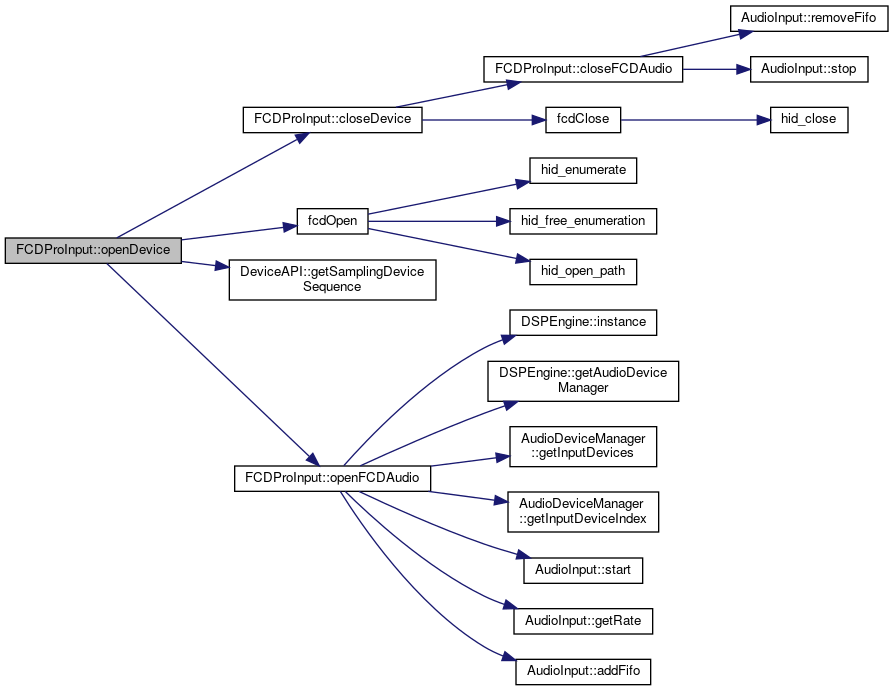 AudioInput::removeFifo
FCDProInput::closeFCDAudio
AudioInput::stop
FCDProInput::closeDevice
fcdClose
hid_close
hid_enumerate
fcdOpen
hid_free_enumeration
FCDProInput::openDevice
hid_open_path
DeviceAPI::getSamplingDevice
Sequence
DSPEngine::instance
DSPEngine::getAudioDevice
Manager
AudioDeviceManager
::getInputDevices
FCDProInput::openFCDAudio
AudioDeviceManager
::getInputDeviceIndex
AudioInput::start
AudioInput::getRate
AudioInput::addFifo